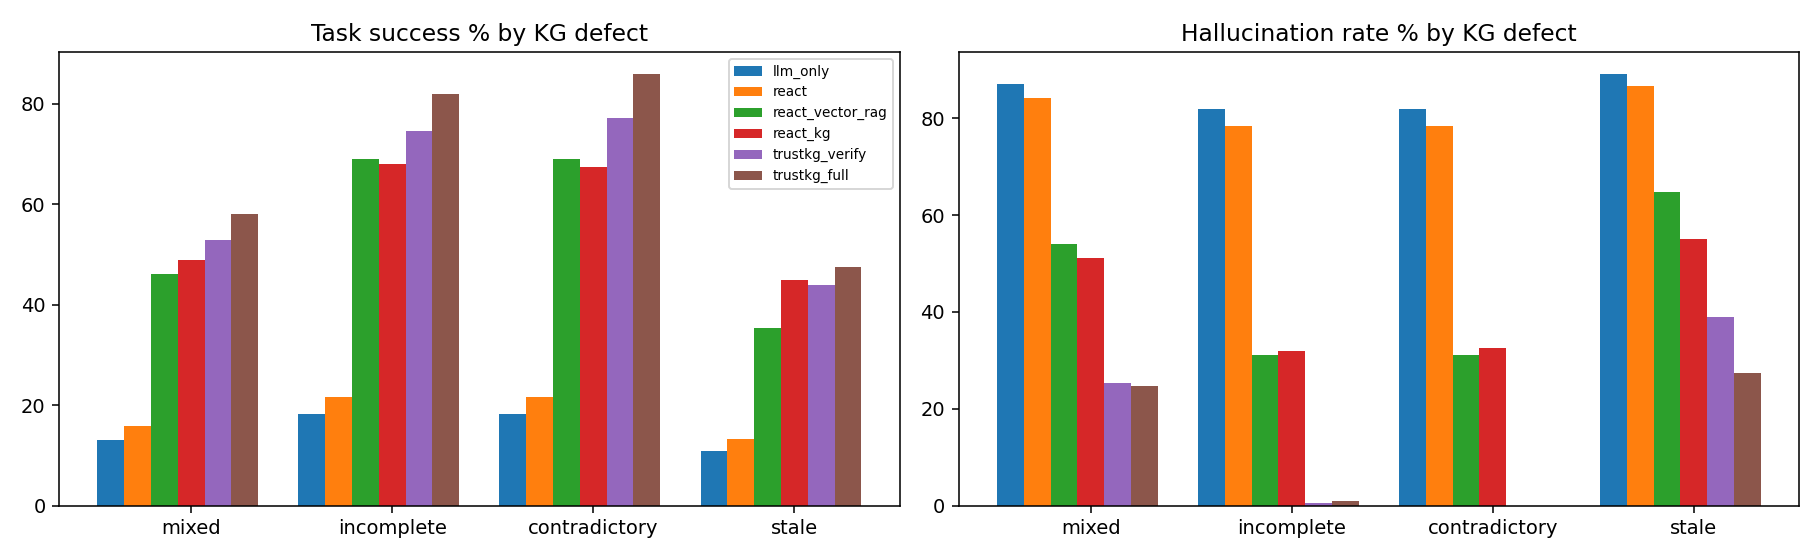 Task success % by KG defect
80
60
40
20
0
mixed
incomplete
contradictory
stale
llm_only
react
react_vector_rag
react_kg
trustkg_verify
trustkg_full
Hallucination rate % by KG defect
80
60
40
20
0
mixed
incomplete
contradictory
stale